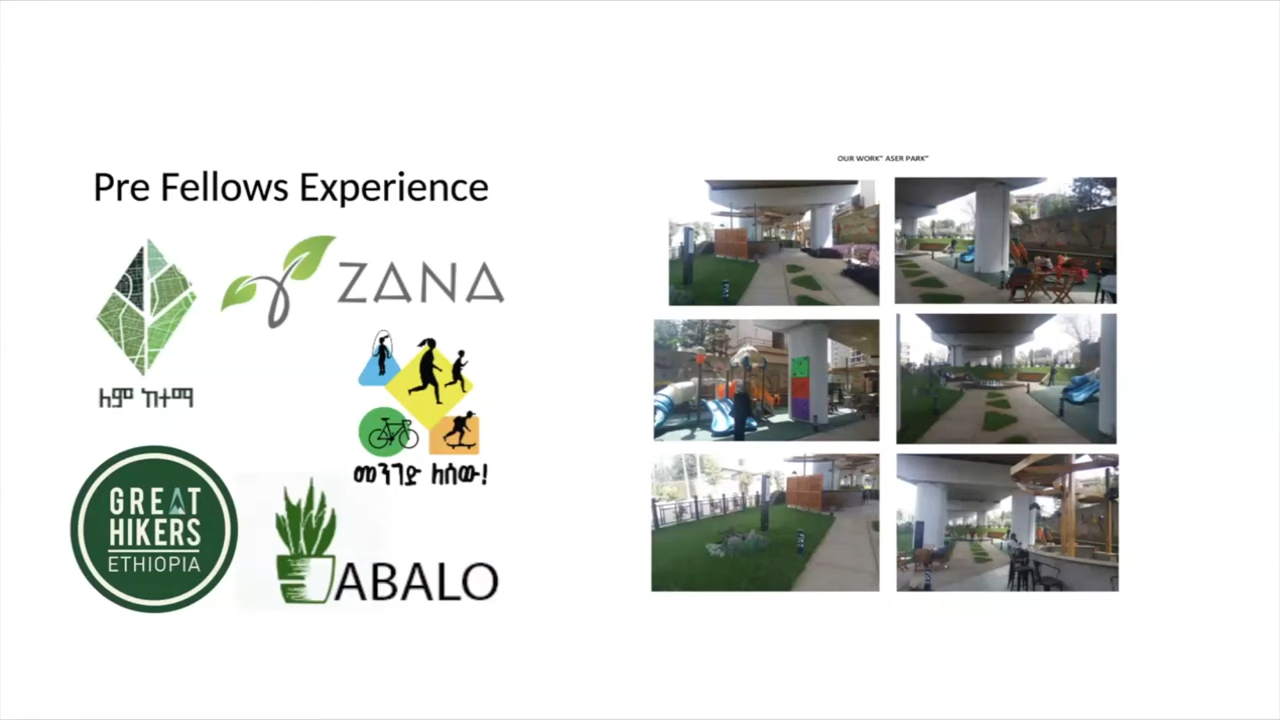 Pre Fellows Experience
ZANA
ለም ከተማ
መንገድ ለሰው!
GREAT
HIKERS
ETHIOPIA
ABALO
OUR WORK" ASER PARK"